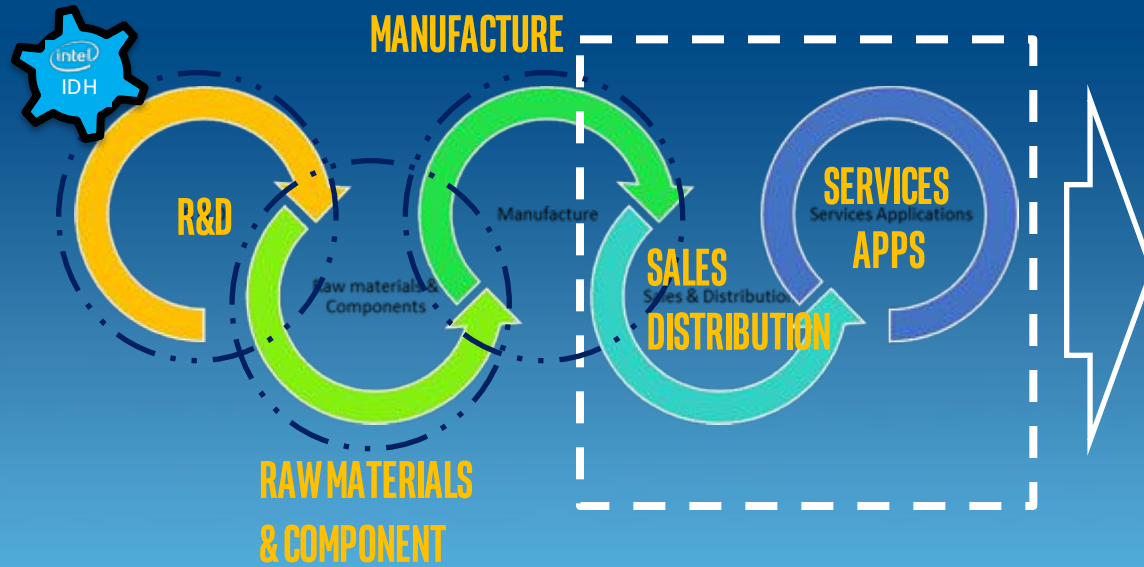 MANUFACTURE
intel
IDH
R&D
Manufacture
SERVICES
Services Applications
APPS
SALES
Sales & Distribution
DISTRIBUTION
Raw materials &
Components
RAW MATERIALS
& COMPONENT